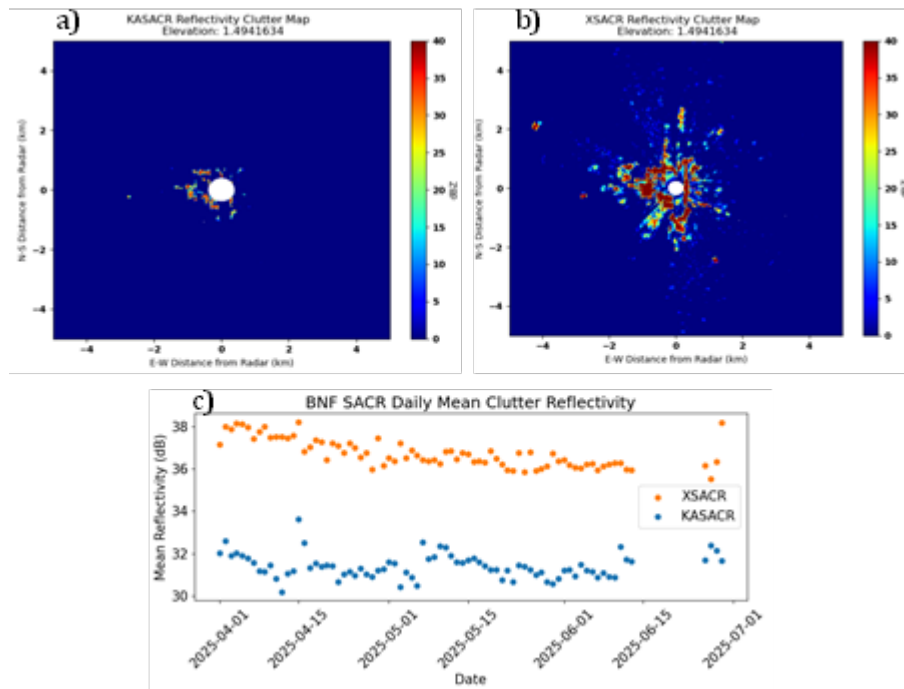 a)
KASACR Reflectivity Clutter Map
Elevation: 1.4941634
N-S Distance from Radar (km)
4
2
0
−2
−4
−4 −2 0 2 4
E-W Distance from Radar (km)
40
35
30
25
20
15
10
5
0
dBZ
b)
XSACR Reflectivity Clutter Map
Elevation: 1.4941634
N-S Distance from Radar (km)
4
2
0
−2
−4
−4 −2 0 2 4
E-W Distance from Radar (km)
40
35
30
25
20
15
10
5
0
c)
BNF SACR Daily Mean Clutter Reflectivity
Mean Reflectivity (dB)
38
36
34
32
30
XSACR
KASACR
2025-04-01 2025-04-15 2025-05-01 2025-05-15 2025-06-01 2025-06-15 2025-07-01
Date